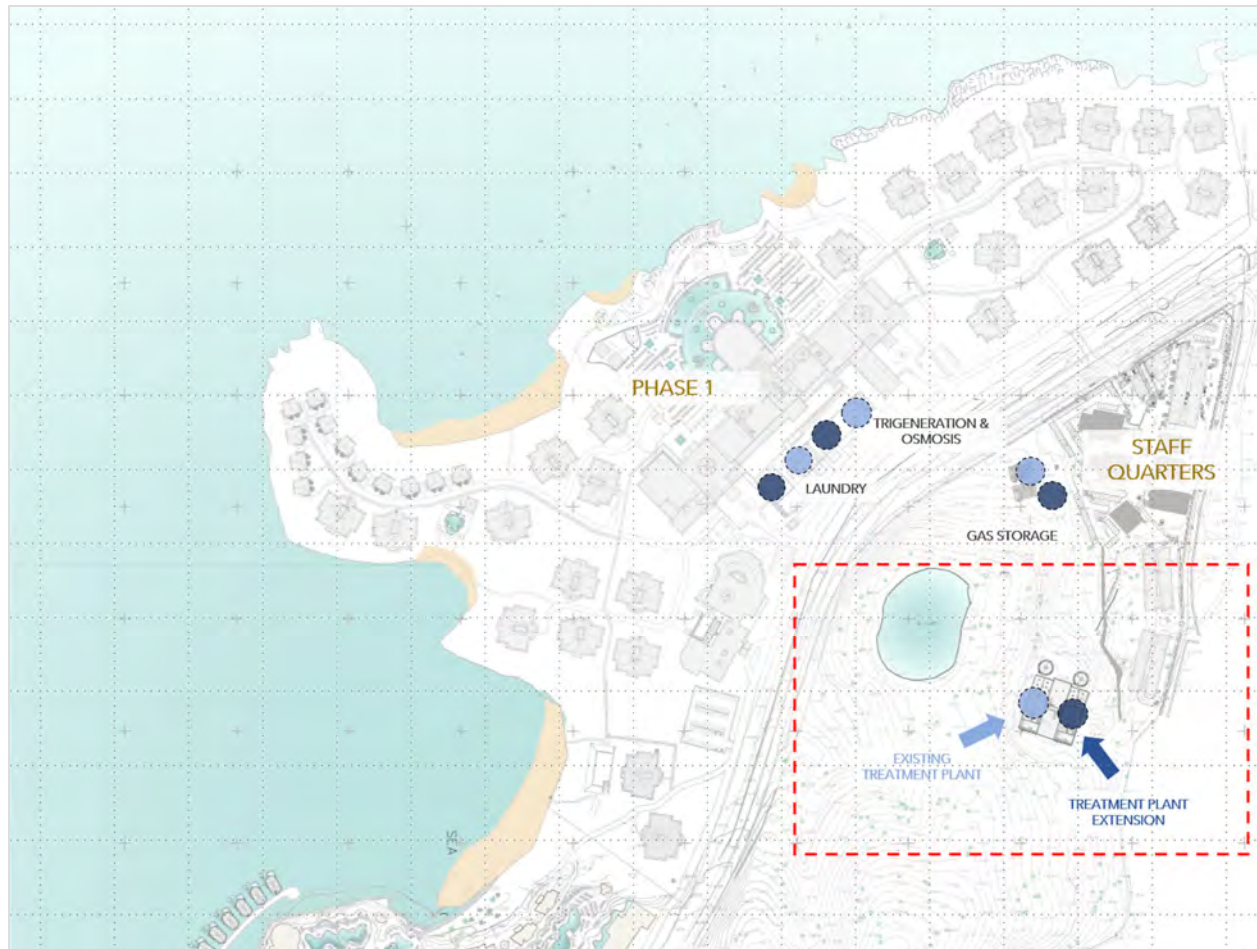 PHASE 1
TRIGENERATION &
OSMOSIS
STAFF
QUARTERS
LAUNDRY
GAS STORAGE
EXISTING
TREATMENT PLANT
TREATMENT PLANT
EXTENSION
SEA